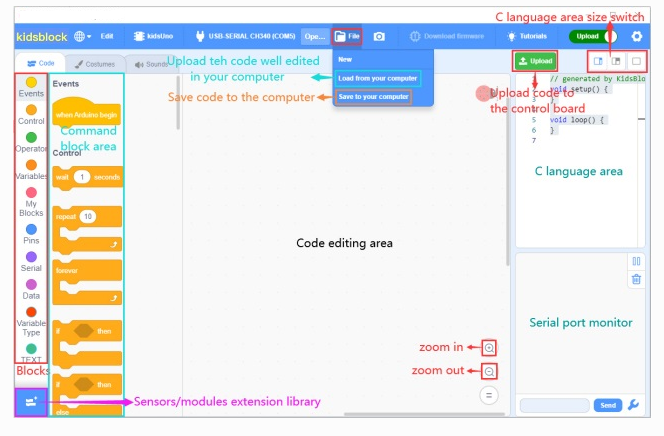 C language area size switch
kidsblock
Edit
kidsUno
USB-SERIAL CH340 (COM5)
Ope...
File
Download firmware
Tutorials
Upload
Code
Costumes
Sounds
Upload teh code well edited
in your computer
Save code to the computer
New
Load from your computer
Save to your computer
Upload
Upload code to
the control board
Events
Control
Operator
Variables
My
Blocks
Pins
Serial
Data
Variable
Type
TEXT
Blocks
Events
when Arduino begin
Command
block area
Control
wait 1 seconds
repeat 10
forever
if then
if then
else
Code editing area
zoom in
zoom out
Sensors/modules extension library
// generated by KidsBlo
void setup() {
}
5 void loop() {
6 }
7
C language area
Serial port monitor
Send